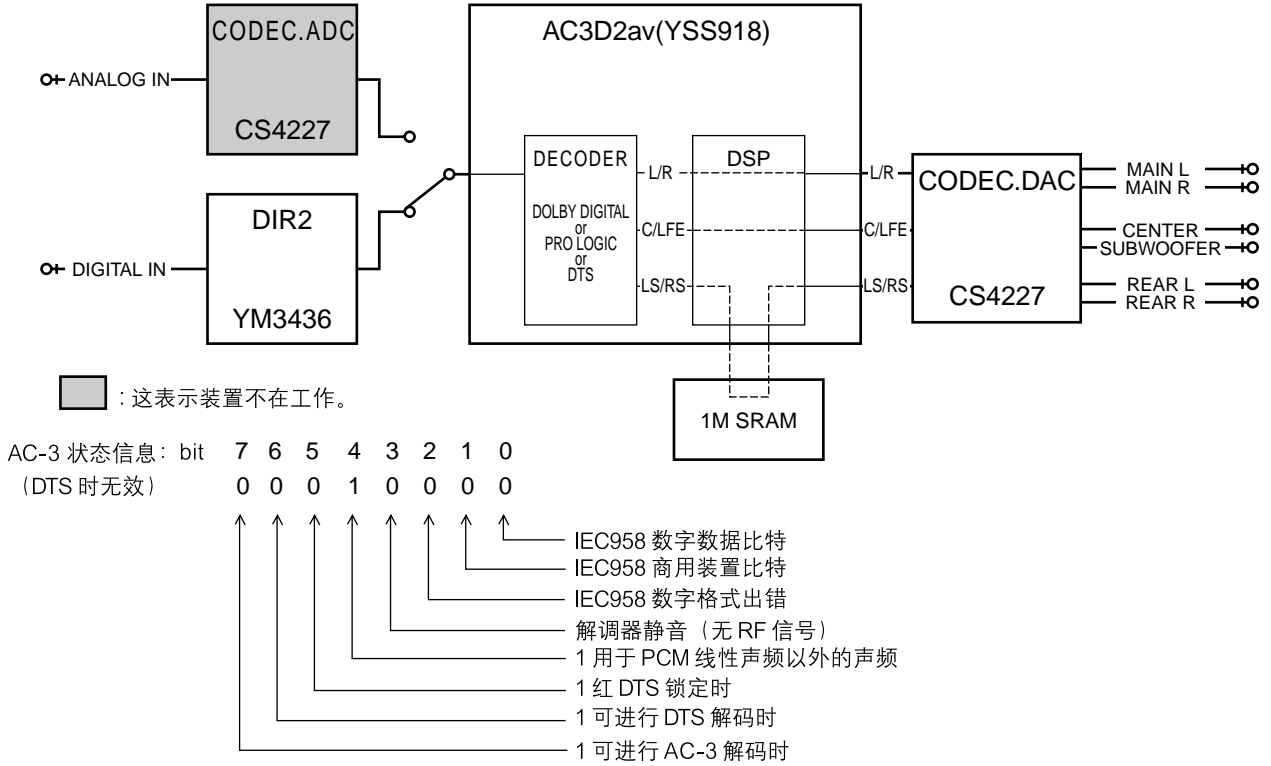 CODEC.ADC
AC3D2av(YSS918)
ANALOG IN
CS4227
DECODER
DSP
L/R
L/R
CODEC.DAC
MAIN L
MAIN R
DIR2
DOLBY DIGITAL
or
PRO LOGIC
or
DTS
C/LFE
C/LFE
CENTER
SUBWOOFER
DIGITAL IN
LS/RS
LS/RS
CS4227
REAR L
REAR R
YM3436
：这表示装置不在工作。
1M SRAM
AC-3 状态信息：bit 7 6 5 4 3 2 1 0
（DTS 时无效） 0 0 0 1 0 0 0 0
IEC958 数字数据比特
IEC958 商用装置比特
IEC958 数字格式出错
解调器静音（无 RF 信号）
1 用于 PCM 线性声频以外的声频
1 红 DTS 锁定时
1 可进行 DTS 解码时
1 可进行 AC-3 解码时